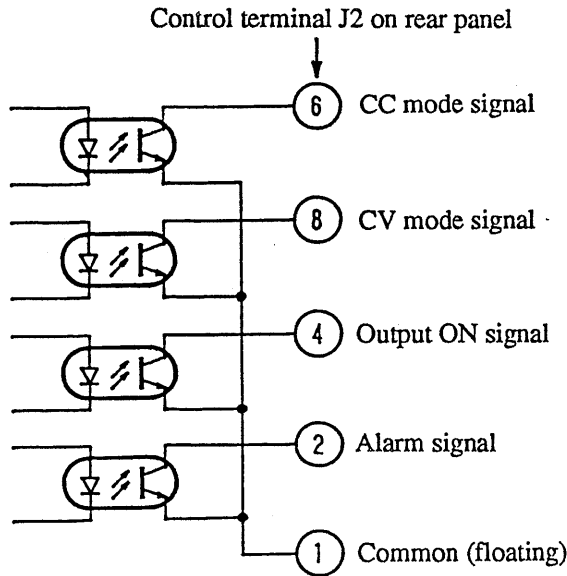 Control terminal J2 on rear panel
6 CC mode signal
8 CV mode signal
4 Output ON signal
2 Alarm signal
1 Common (floating)